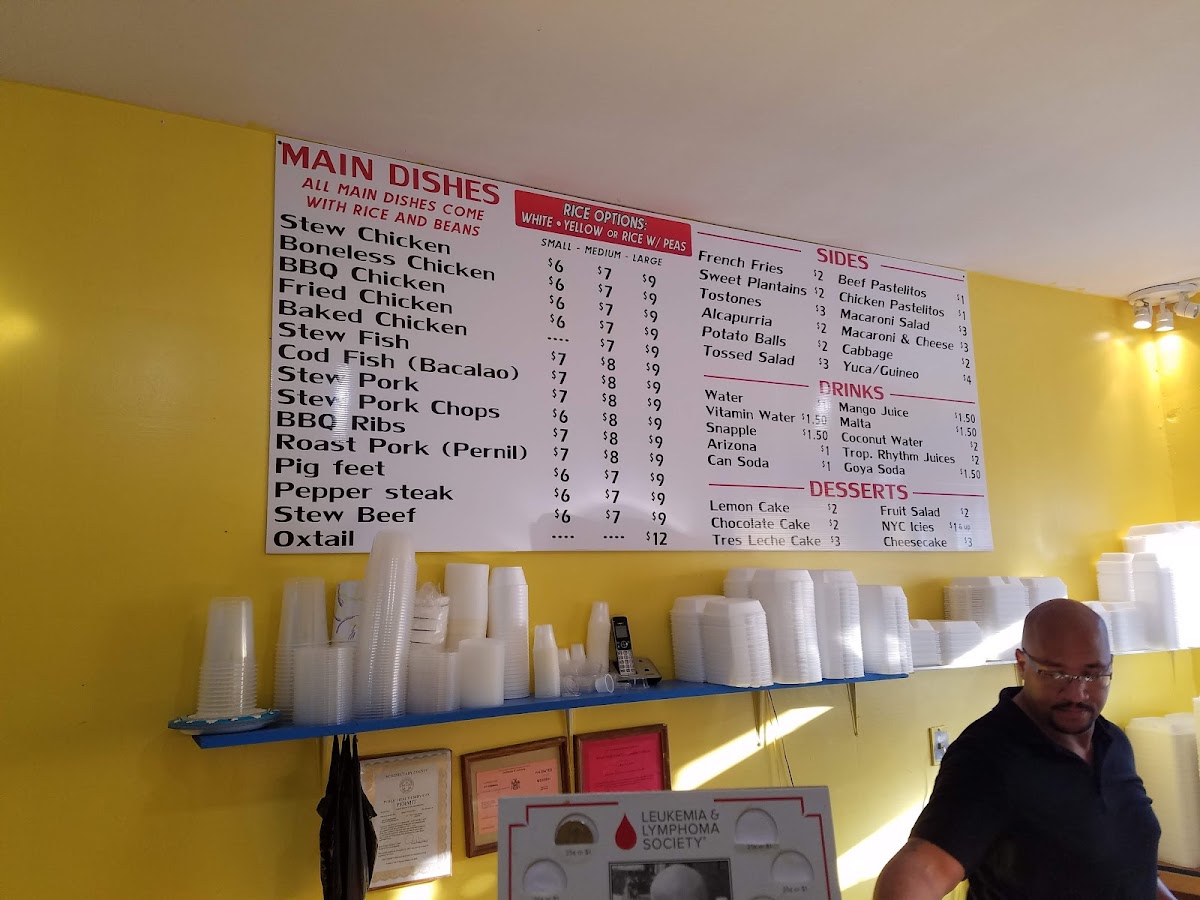 MAIN DISHES
ALL MAIN DISHES COME
WITH RICE AND BEANS
RICE OPTIONS:
WHITE • YELLOW OR RICE W/ PEAS
SMALL - MEDIUM - LARGE
Stew Chicken $6 $7 $9
Boneless Chicken $6 $7 $9
BBQ Chicken $6 $7 $9
Fried Chicken $6 $7 $9
Baked Chicken ---- $7 $9
Stew Fish $7 $8 $9
Cod Fish (Bacalao) $7 $8 $9
Stew Pork $7 $8 $9
Stew Pork Chops $6 $8 $9
BBQ Ribs $7 $8 $9
Roast Pork (Pernil) $7 $8 $9
Pig feet $6 $7 $9
Pepper steak $6 $7 $9
Stew Beef $6 $7 $9
Oxtail ---- ---- $12
SIDES
French Fries $2
Sweet Plantains $2
Tostones $3
Alcapurria $2
Potato Balls $2
Tossed Salad $3
Beef Pastelitos $1
Chicken Pastelitos $1
Macaroni Salad $3
Macaroni & Cheese $3
Cabbage $2
Yuca/Guineo $4
DRINKS
Water $1
Vitamin Water $1.50
Snapple $1.50
Arizona $1
Can Soda $1
Mango Juice $1.50
Malta $1.50
Coconut Water $2
Trop. Rhythm Juices $2
Goya Soda $1.50
DESSERTS
Lemon Cake $2
Chocolate Cake $2
Tres Leche Cake $3
Fruit Salad $2
NYC Icies $1 & up
Cheesecake $3
LEUKEMIA &
LYMPHOMA
SOCIETY®